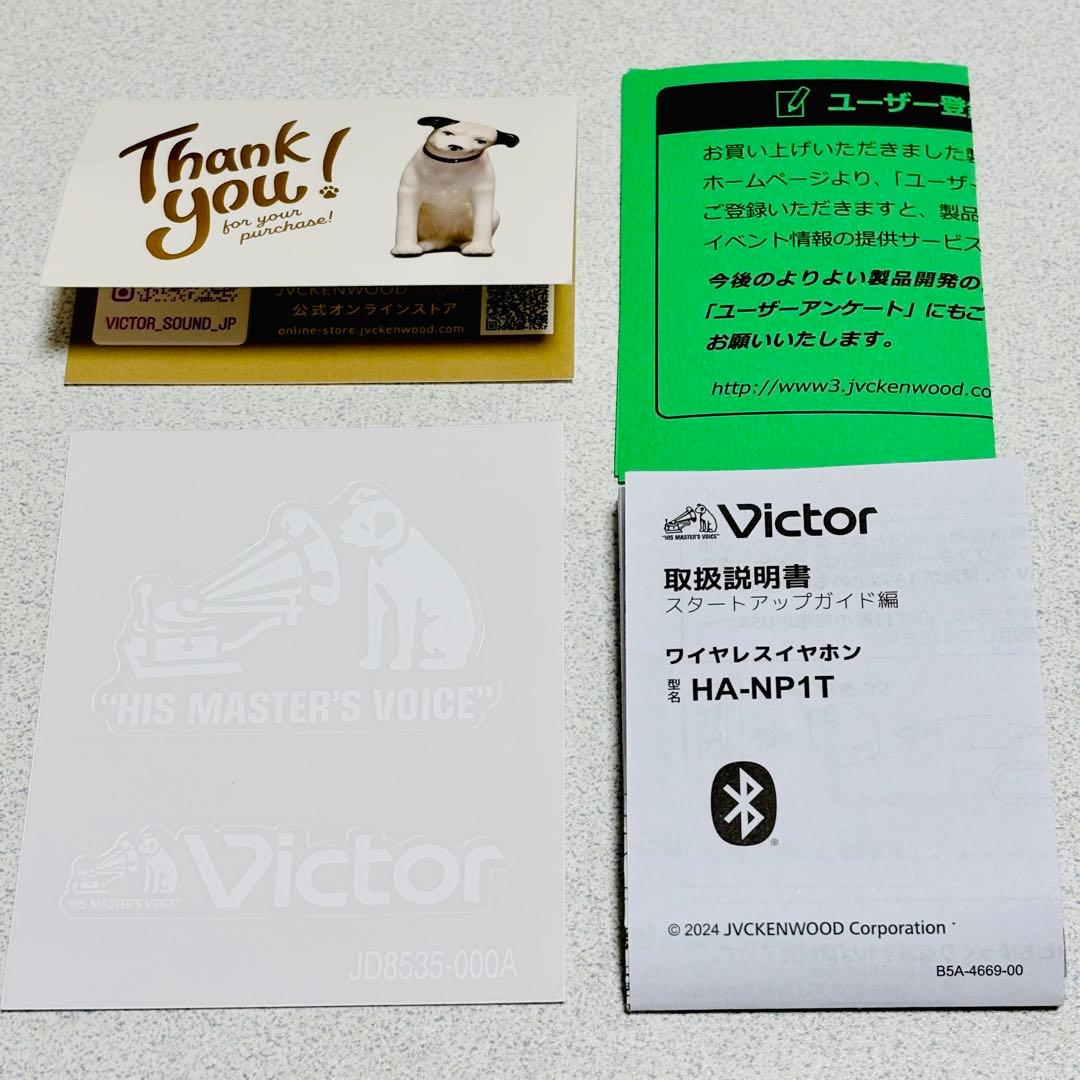 Thank
you!
for your
purchase!
VICTOR_SOUND_JP
JVCKENWOOD STORE
公式オンラインストア
online-store.jvckenwood.com
ユーザー登
お買い上げいただきました
ホームページより、「ユーザー
ご登録いただきますと、製品
イベント情報の提供サービス
今後のよりよい製品開発の
「ユーザーアンケート」にもご
お願いいたします。
http://www3.jvckenwood.co
"HIS MASTER'S VOICE"
"HIS MASTER'S VOICE"
Victor
JD8535-000A
"HIS MASTER'S VOICE"
Victor
取扱説明書
スタートアップガイド編
ワイヤレスイヤホン
型名 HA-NP1T
®
© 2024 JVCKENWOOD Corporation
B5A-4669-00